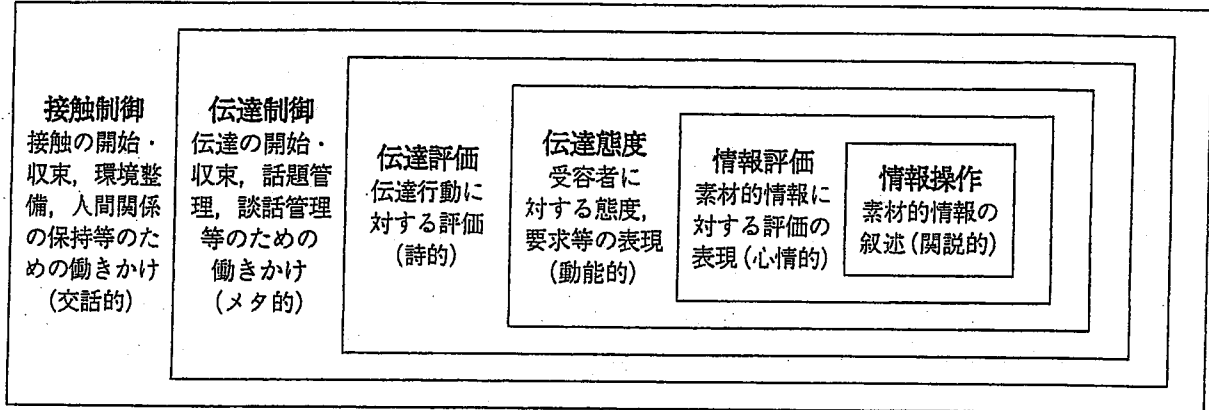 接触制御
接触の開始・
収束，環境整
備，人間関係
の保持等のた
めの働きかけ
(交話的)
伝達制御
伝達の開始・
収束，話題管
理，談話管理
等のための
働きかけ
(メタ的)
伝達評価
伝達行動に
対する評価
(詩的)
伝達態度
受容者に
対する態度，
要求等の表現
(動能的)
情報評価
素材的情報に
対する評価の
表現(心情的)
情報操作
素材的情報の
叙述(関説的)